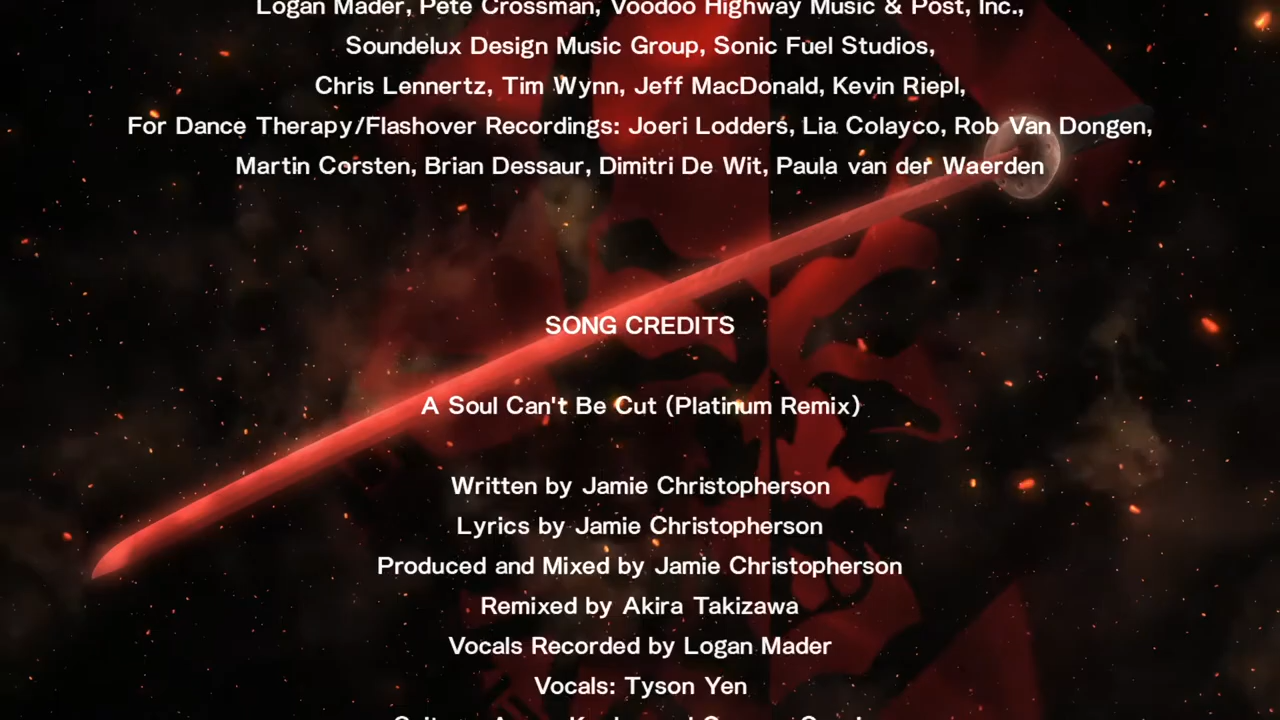 Logan Mader, Pete Crossman, Voodoo Highway Music & Post, Inc.,
Soundelux Design Music Group, Sonic Fuel Studios,
Chris Lennertz, Tim Wynn, Jeff MacDonald, Kevin Riepl,
For Dance Therapy/Flashover Recordings: Joeri Lodders, Lia Colayco, Rob Van Dongen,
Martin Corsten, Brian Dessaur, Dimitri De Wit, Paula van der Waerden
SONG CREDITS
A Soul Can't Be Cut (Platinum Remix)
Written by Jamie Christopherson
Lyrics by Jamie Christopherson
Produced and Mixed by Jamie Christopherson
Remixed by Akira Takizawa
Vocals Recorded by Logan Mader
Vocals: Tyson Yen